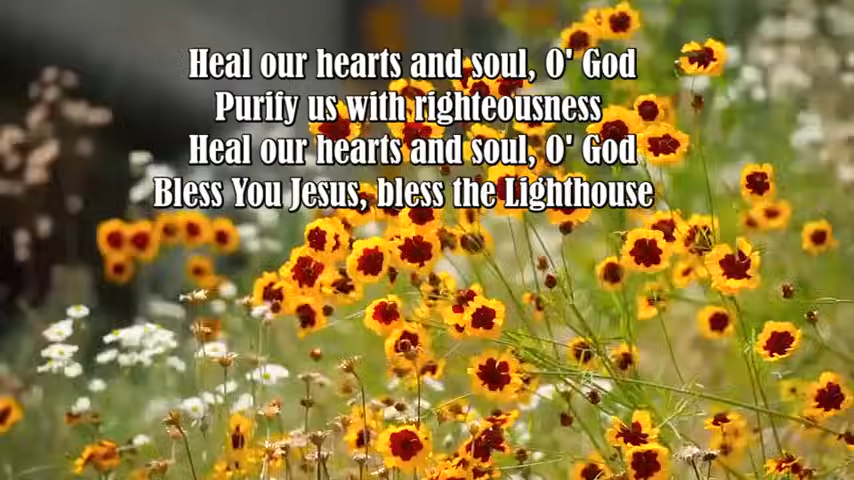 Heal our hearts and soul, O' God
Purify us with righteousness
Heal our hearts and soul, O' God
Bless You Jesus, bless the Lighthouse